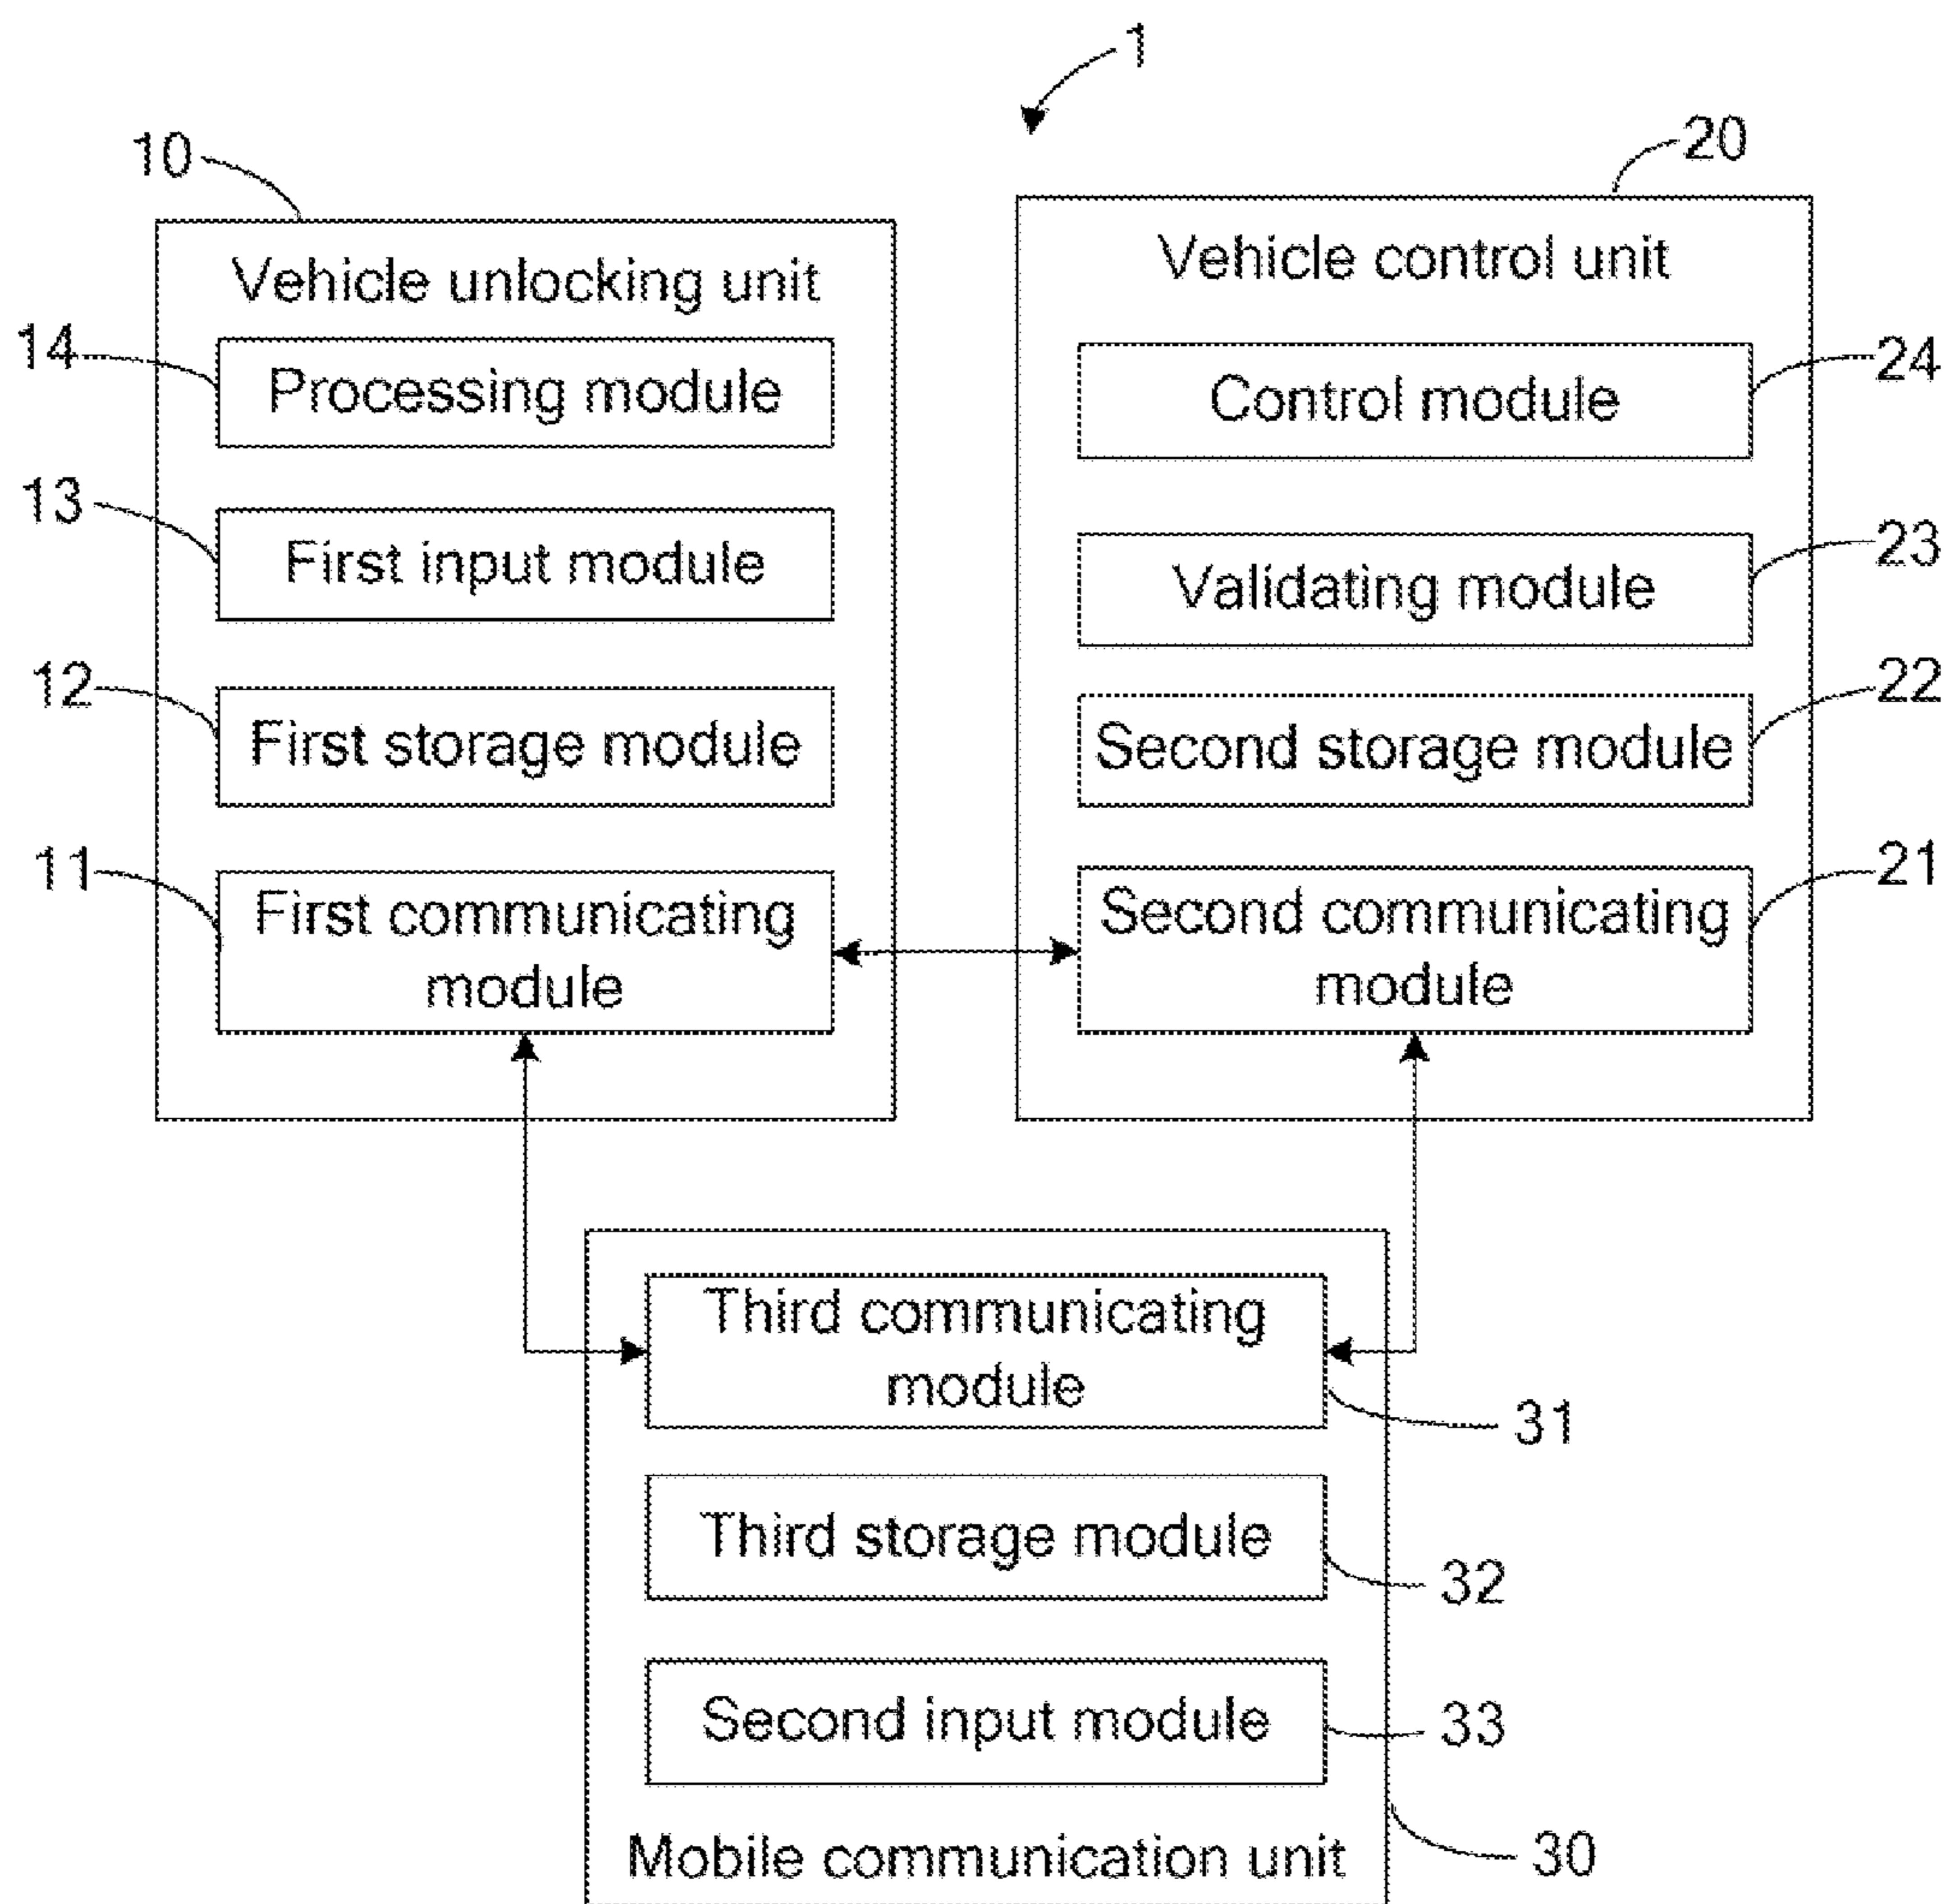 1
10
20
Vehicle unlocking unit
14
Processing module
13
First input module
12
First storage module
11
First communicating
module
Vehicle control unit
Control module
24
Validating module
23
Second storage module
22
Second communicating
module
21
Third communicating
module
31
Third storage module
32
Second input module
33
Mobile communication unit
30